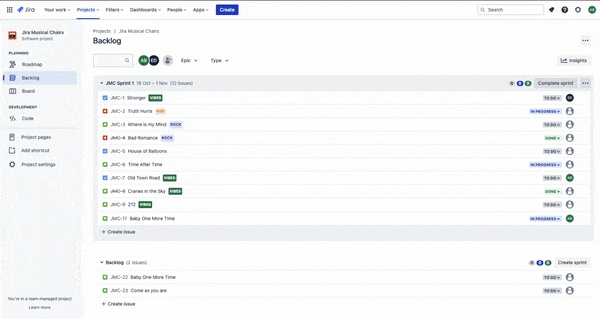 Jira Your work Projects Filters Dashboards People Apps Create Search AB
Jira Musical Chairs
Software project
PLANNING
Roadmap
Backlog
Board
DEVELOPMENT
Code
Project pages
Add shortcut
Project settings
You're in a team-managed project
Learn more
Projects / Jira Musical Chairs
Backlog
AB ED Epic Type Insights
JMC Sprint 1 18 Oct – 1 Nov (12 issues) 0 0 0 Complete sprint
JMC-1 Stronger VIBES TO DO ED
JMC-2 Truth Hurts IN PROGRESS
JMC-3 Where is my Mind ROCK TO DO
JMC-4 Bad Romance ROCK DONE
JMC-5 House of Balloons TO DO
JMC-6 Time After Time IN PROGRESS
JMC-7 Old Town Road VIBES TO DO AB
JMC-8 Cranes in the Sky VIBES DONE
JMC-9 212 VIBES TO DO
JMC-17 Baby One More Time IN PROGRESS AB
+ Create issue
Backlog (2 issues) 0 0 0 Create sprint
JMC-22 Baby One More Time TO DO
JMC-23 Come as you are TO DO
+ Create issue